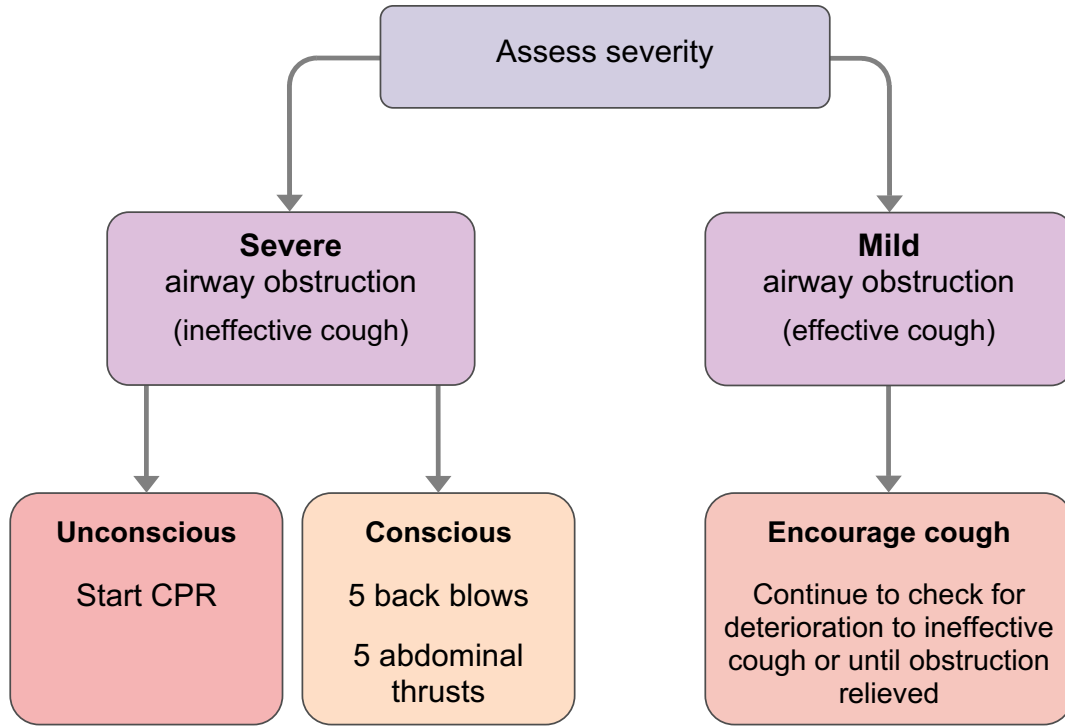 Assess severity
Severe
airway obstruction
(ineffective cough)
Mild
airway obstruction
(effective cough)
Unconscious
Start CPR
Conscious
5 back blows
5 abdominal
thrusts
Encourage cough
Continue to check for
deterioration to ineffective
cough or until obstruction
relieved